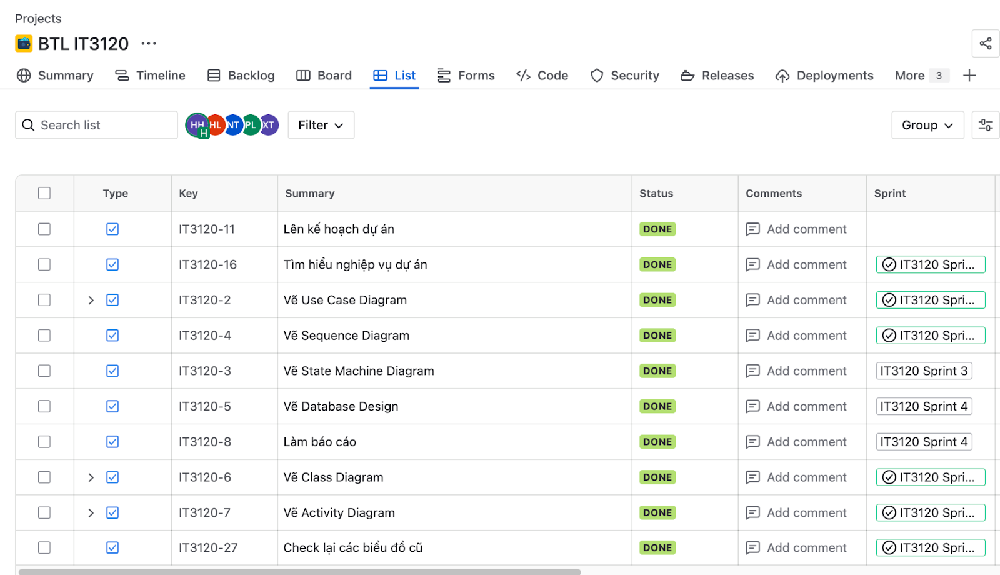 Projects
BTL IT3120
Summary Timeline Backlog Board List Forms Code Security Releases Deployments More 3
Search list HH H HL NT PL XT Filter Group
Type Key Summary Status Comments Sprint
IT3120-11 Lên kế hoạch dự án DONE Add comment
IT3120-16 Tìm hiểu nghiệp vụ dự án DONE Add comment IT3120 Spri...
IT3120-2 Vẽ Use Case Diagram DONE Add comment IT3120 Spri...
IT3120-4 Vẽ Sequence Diagram DONE Add comment IT3120 Spri...
IT3120-3 Vẽ State Machine Diagram DONE Add comment IT3120 Sprint 3
IT3120-5 Vẽ Database Design DONE Add comment IT3120 Sprint 4
IT3120-8 Làm báo cáo DONE Add comment IT3120 Sprint 4
IT3120-6 Vẽ Class Diagram DONE Add comment IT3120 Spri...
IT3120-7 Vẽ Activity Diagram DONE Add comment IT3120 Spri...
IT3120-27 Check lại các biểu đồ cũ DONE Add comment IT3120 Spri...